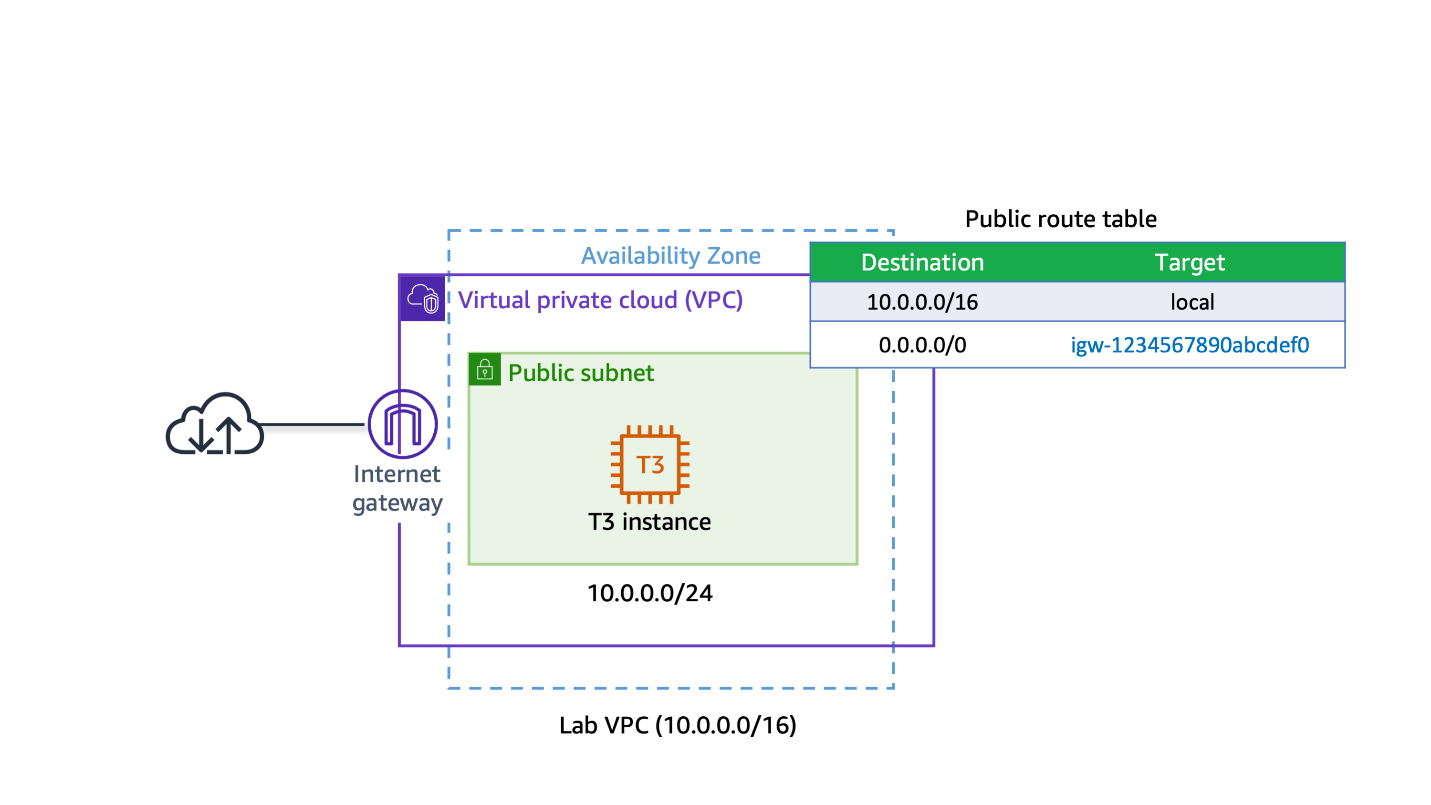 Public route table
Availability Zone
Destination Target
Virtual private cloud (VPC)
10.0.0.0/16 local
0.0.0.0/0 igw-1234567890abcdef0
Public subnet
T3
Internet
gateway
T3 instance
10.0.0.0/24
Lab VPC (10.0.0.0/16)